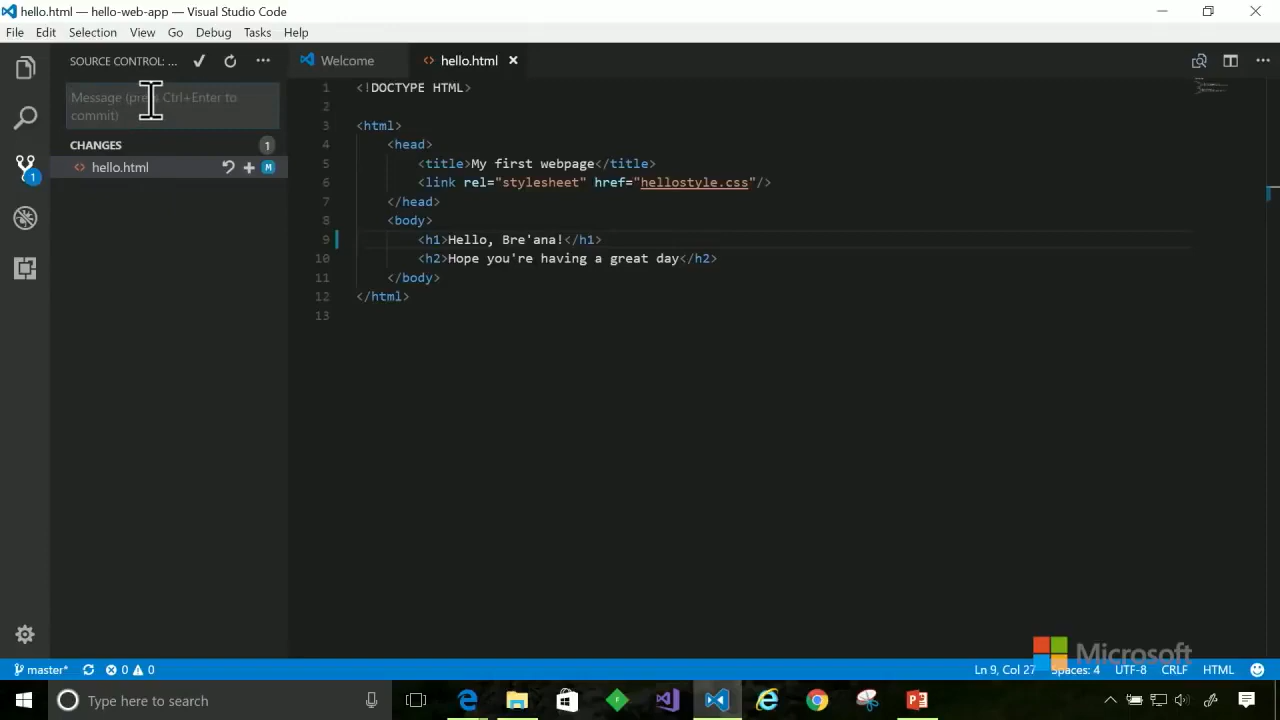 hello.html — hello-web-app — Visual Studio Code
File Edit Selection View Go Debug Tasks Help
SOURCE CONTROL: ...
Welcome
hello.html
Message (press Ctrl+Enter to
commit)
CHANGES 1
hello.html M
1
1 <!DOCTYPE HTML>
2
3 <html>
4 <head>
5 <title>My first webpage</title>
6 <link rel="stylesheet" href="hellostyle.css"/>
7 </head>
8 <body>
9 <h1>Hello, Bre'ana!</h1>
10 <h2>Hope you're having a great day</h2>
11 </body>
12 </html>
13
Microsoft
master* 0 0 Ln 9, Col 27 Spaces: 4 UTF-8 CRLF HTML
Type here to search